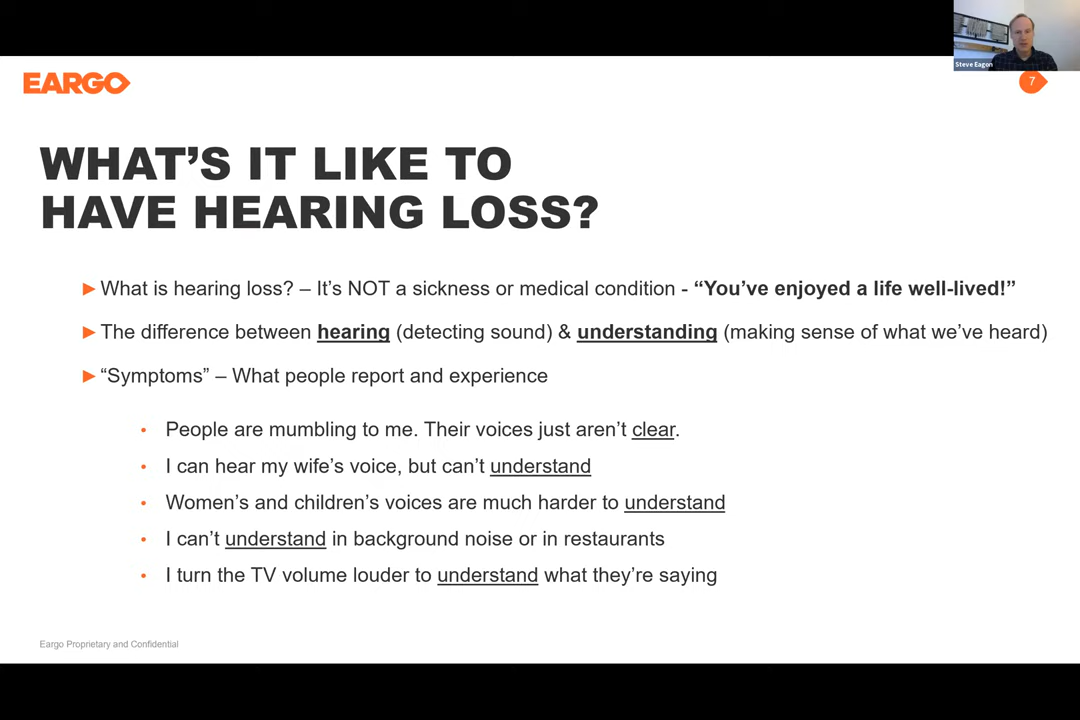 Steve Eagon
EARGO
7
WHAT’S IT LIKE TO
HAVE HEARING LOSS?
►What is hearing loss? – It’s NOT a sickness or medical condition - “You’ve enjoyed a life well-lived!”
►The difference between hearing (detecting sound) & understanding (making sense of what we’ve heard)
►“Symptoms” – What people report and experience
• People are mumbling to me. Their voices just aren’t clear.
• I can hear my wife’s voice, but can’t understand
• Women’s and children’s voices are much harder to understand
• I can’t understand in background noise or in restaurants
• I turn the TV volume louder to understand what they’re saying
Eargo Proprietary and Confidential